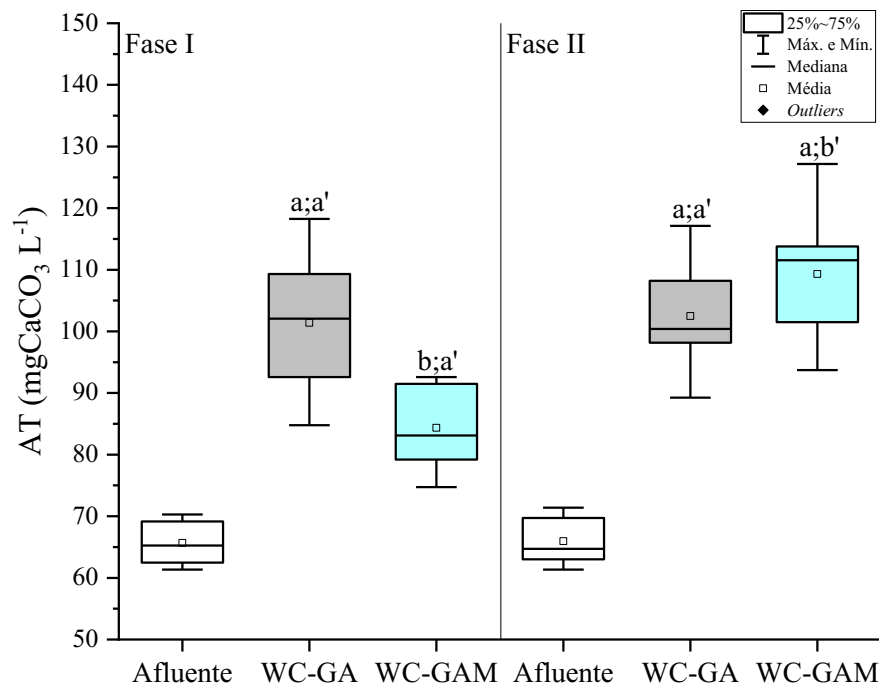 Fase I
Fase II
25%~75%
Máx. e Mín.
Mediana
Média
Outliers
AT (mgCaCO₃ L⁻¹)
150
140
130
120
110
100
90
80
70
60
50
a;a'
b;a'
a;a'
a;b'
Afluente WC-GA WC-GAM Afluente WC-GA WC-GAM